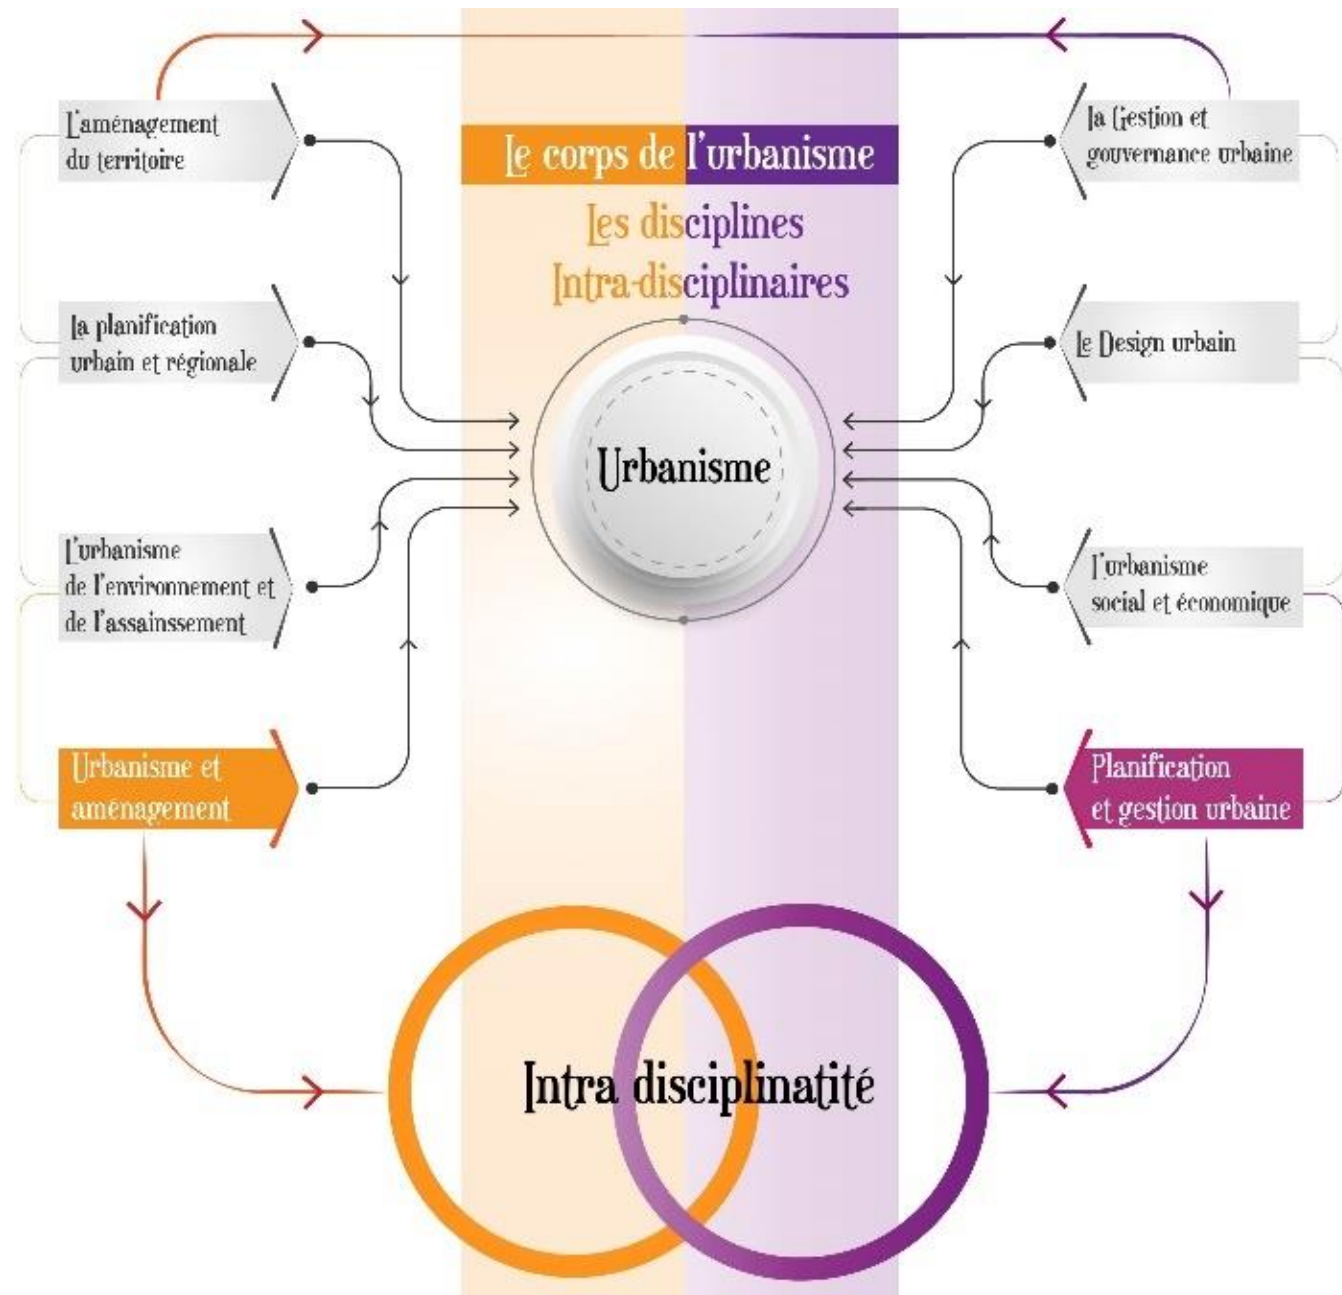 Le corps de l'urbanisme
Les disciplines
Intra-disciplinaires
L'aménagement
du territoire
la planification
urbain et régionale
L'urbanisme
de l'environnement et
de l'assainssement
Urbanisme et
aménagement
Urbanisme
la Gestion et
gouvernance urbaine
le Design urbain
l'urbanisme
social et économique
Planification
et gestion urbaine
Intra disciplinatité